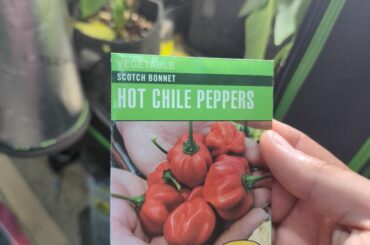 VEGETABLE
SCOTCH BONNET
HOT CHILE PEPPERS